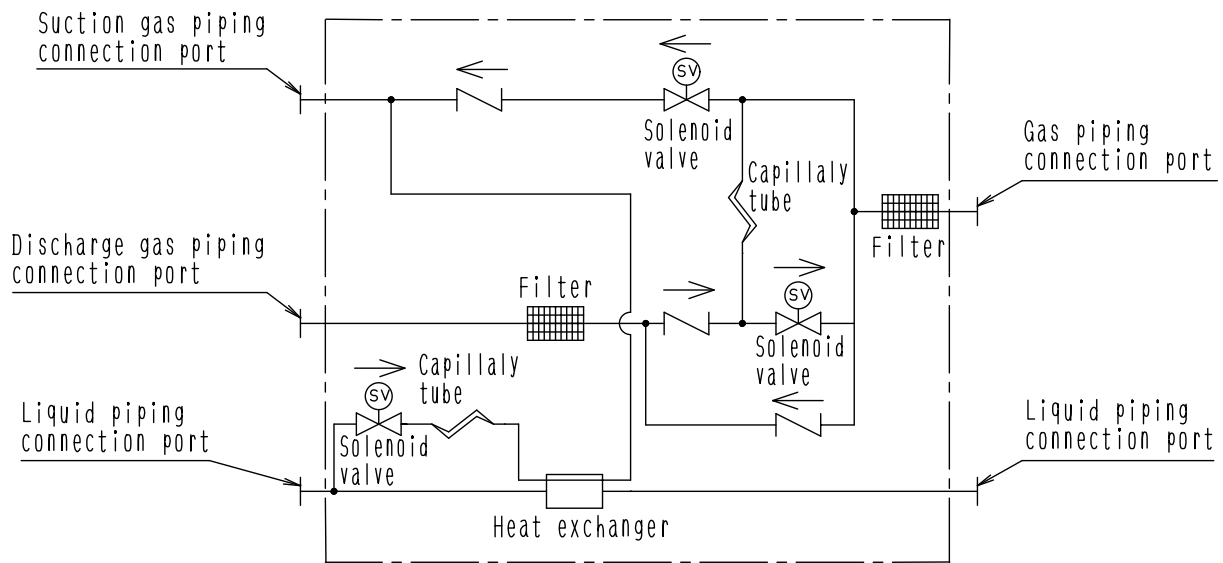 Suction gas piping
connection port
SV
Solenoid
valve
Gas piping
connection port
Capillaly
tube
Filter
Discharge gas piping
connection port
Filter
SV
Solenoid
valve
Capillaly
tube
SV
Solenoid
valve
Liquid piping
connection port
Liquid piping
connection port
Heat exchanger